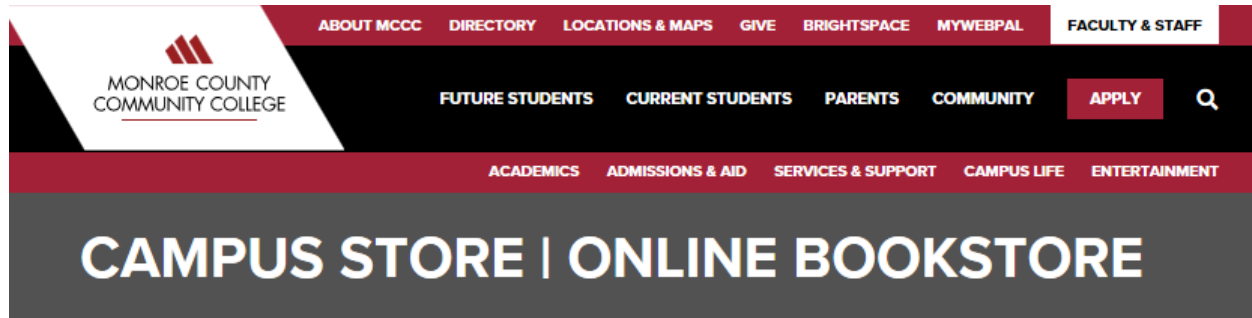 ABOUT MCCC DIRECTORY LOCATIONS & MAPS GIVE BRIGHTSPACE MYWEBPAL FACULTY & STAFF
MONROE COUNTY
COMMUNITY COLLEGE
FUTURE STUDENTS CURRENT STUDENTS PARENTS COMMUNITY APPLY
ACADEMICS ADMISSIONS & AID SERVICES & SUPPORT CAMPUS LIFE ENTERTAINMENT
CAMPUS STORE | ONLINE BOOKSTORE